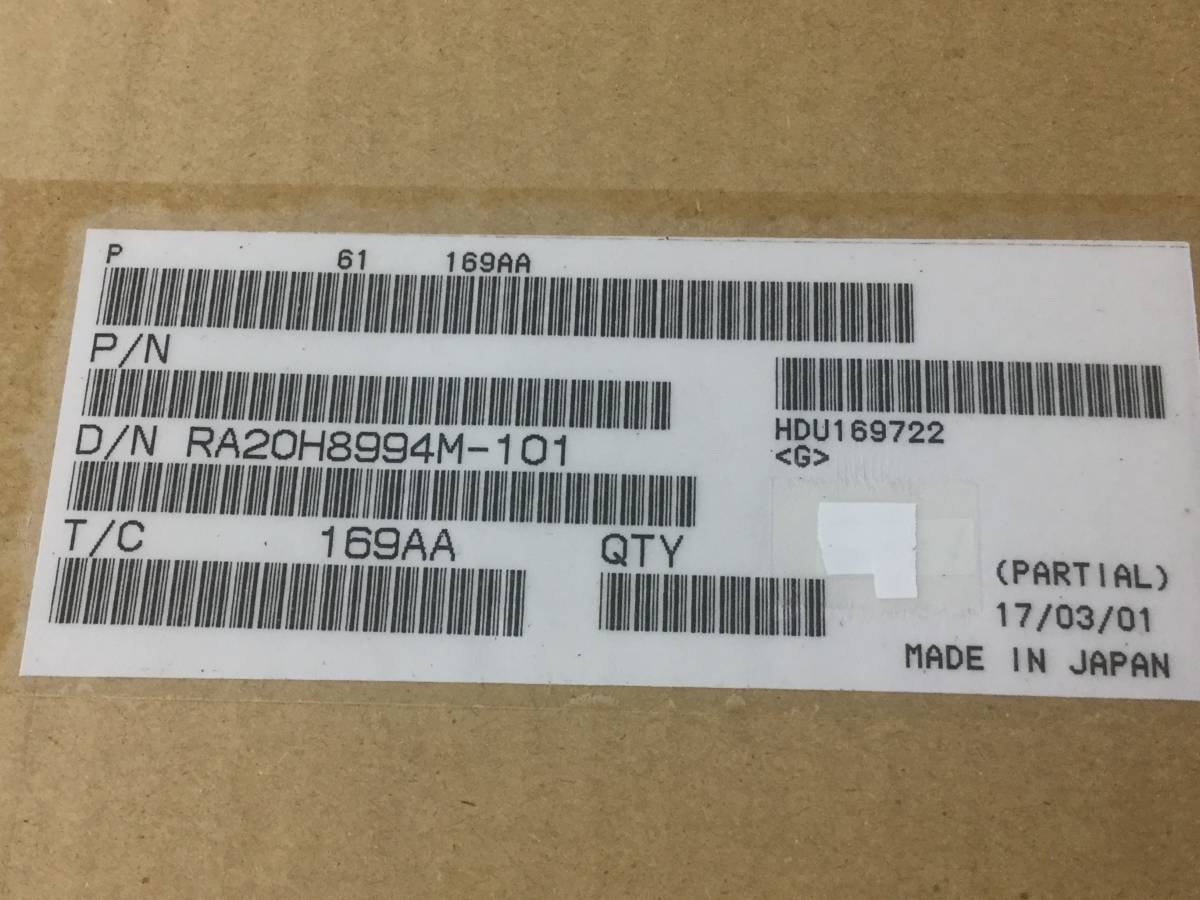 P 61 169AA
P/N
D/N RA20H8994M-101
HDU169722
<G>
T/C 169AA QTY
(PARTIAL)
17/03/01
MADE IN JAPAN